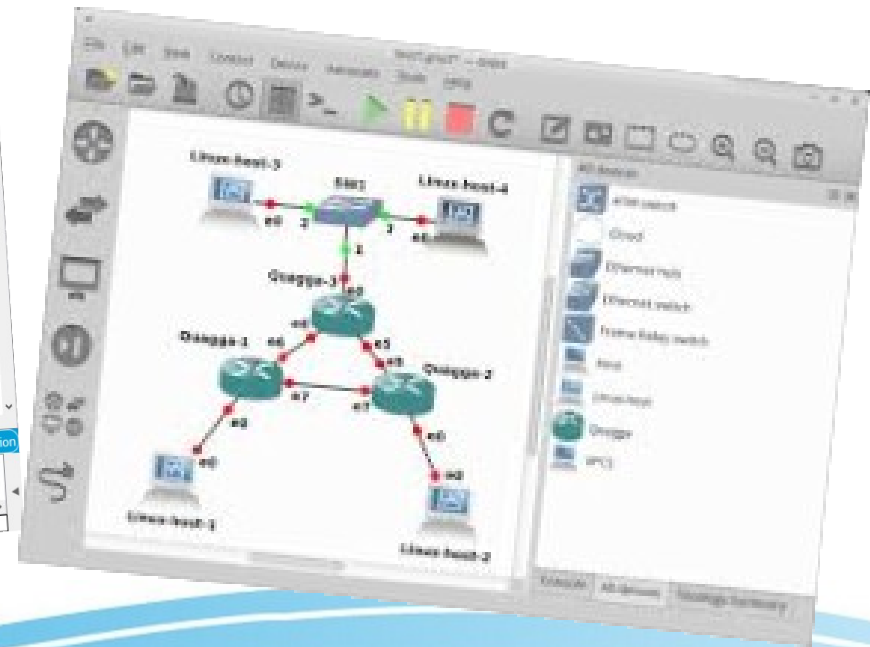 File Edit View Control Device Annotate Tools Help
Linux-host-3
SW1
Linux-host-4
e0
2
3
e0
1
Quagga-3
e0
e6
e5
Quagga-1
e6
e5
Quagga-2
e7
e7
e0
e0
e0
e0
Linux-host-1
Linux-host-2
All devices
ATM switch
Cloud
Ethernet hub
Ethernet switch
Frame Relay switch
Host
Linux-host
Quagga
VPCS
Console All devices Topology Summary
ion